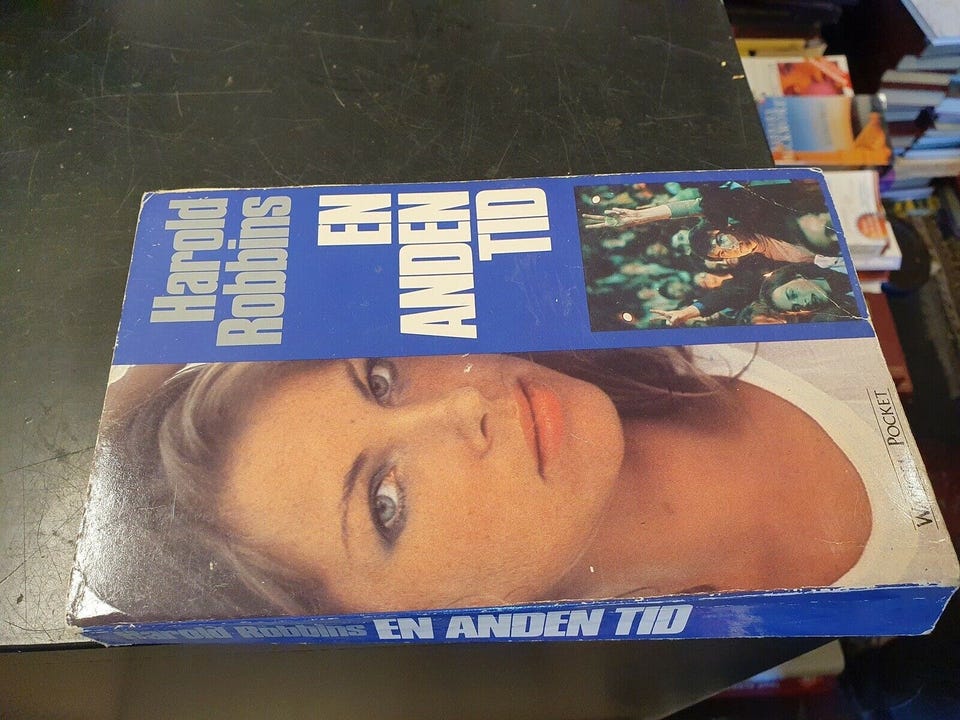 Harold
Robbins
EN
ANDEN
TID
POCKET
Harold Robbins EN ANDEN TID